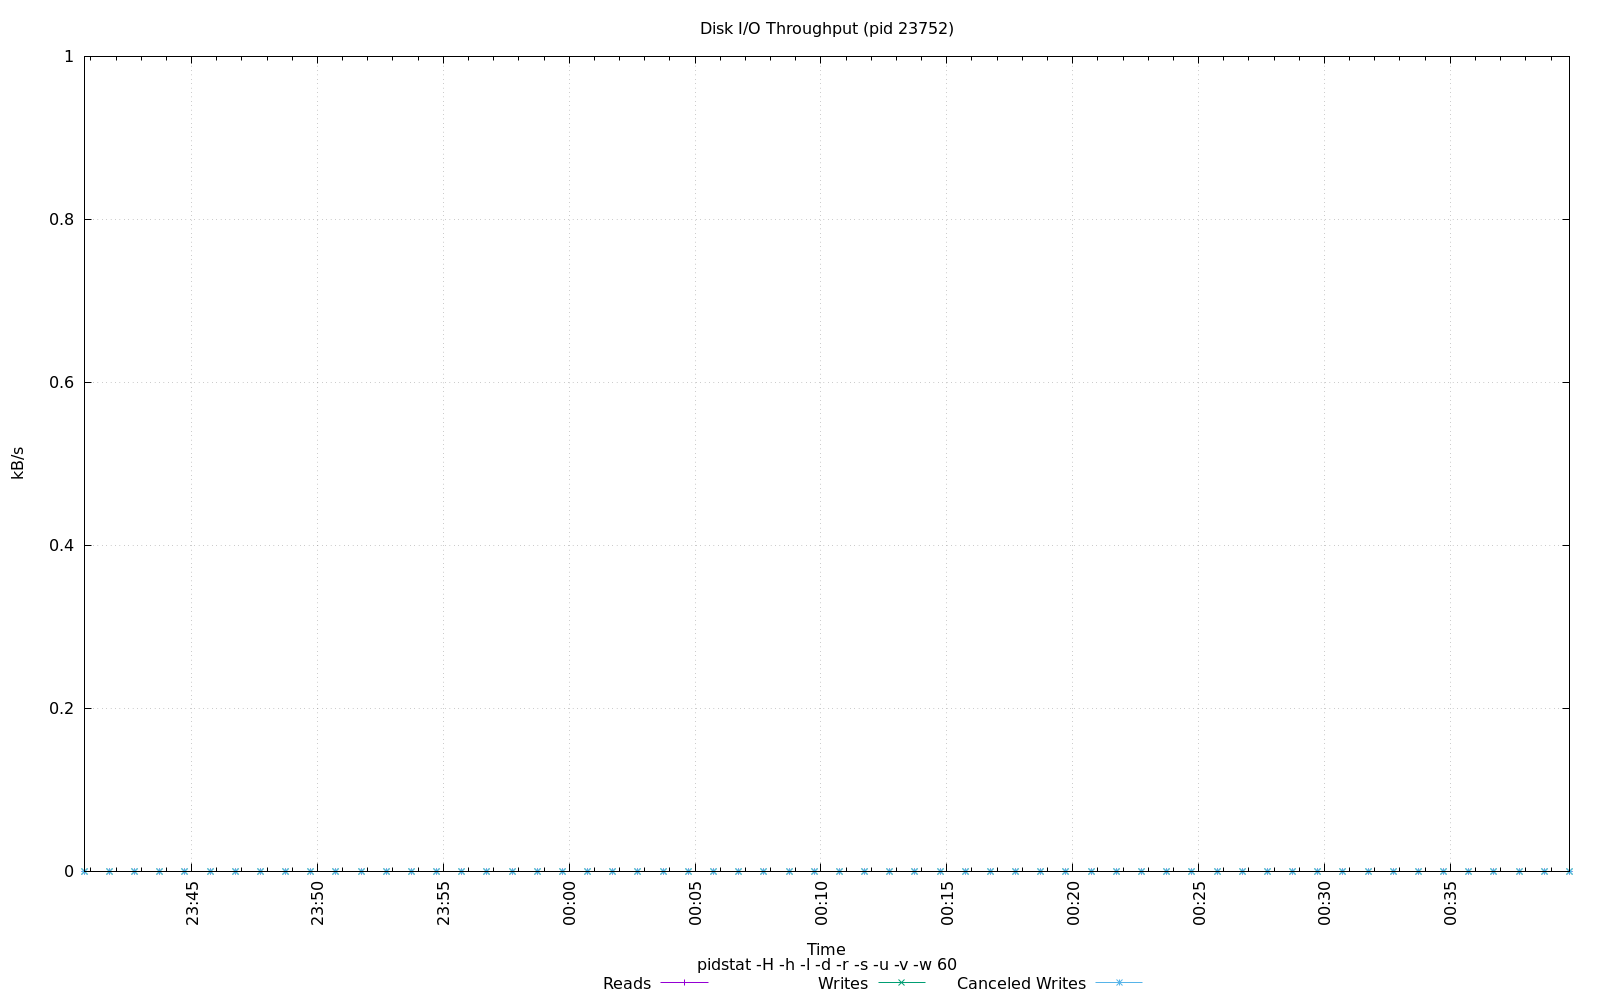 Disk I/O Throughput (pid 23752)
1
0.8
0.6
0.4
0.2
0
kB/s
23:45 23:50 23:55 00:00 00:05 00:10 00:15 00:20 00:25 00:30 00:35
Time
pidstat -H -h -l -d -r -s -u -v -w 60
Reads Writes Canceled Writes